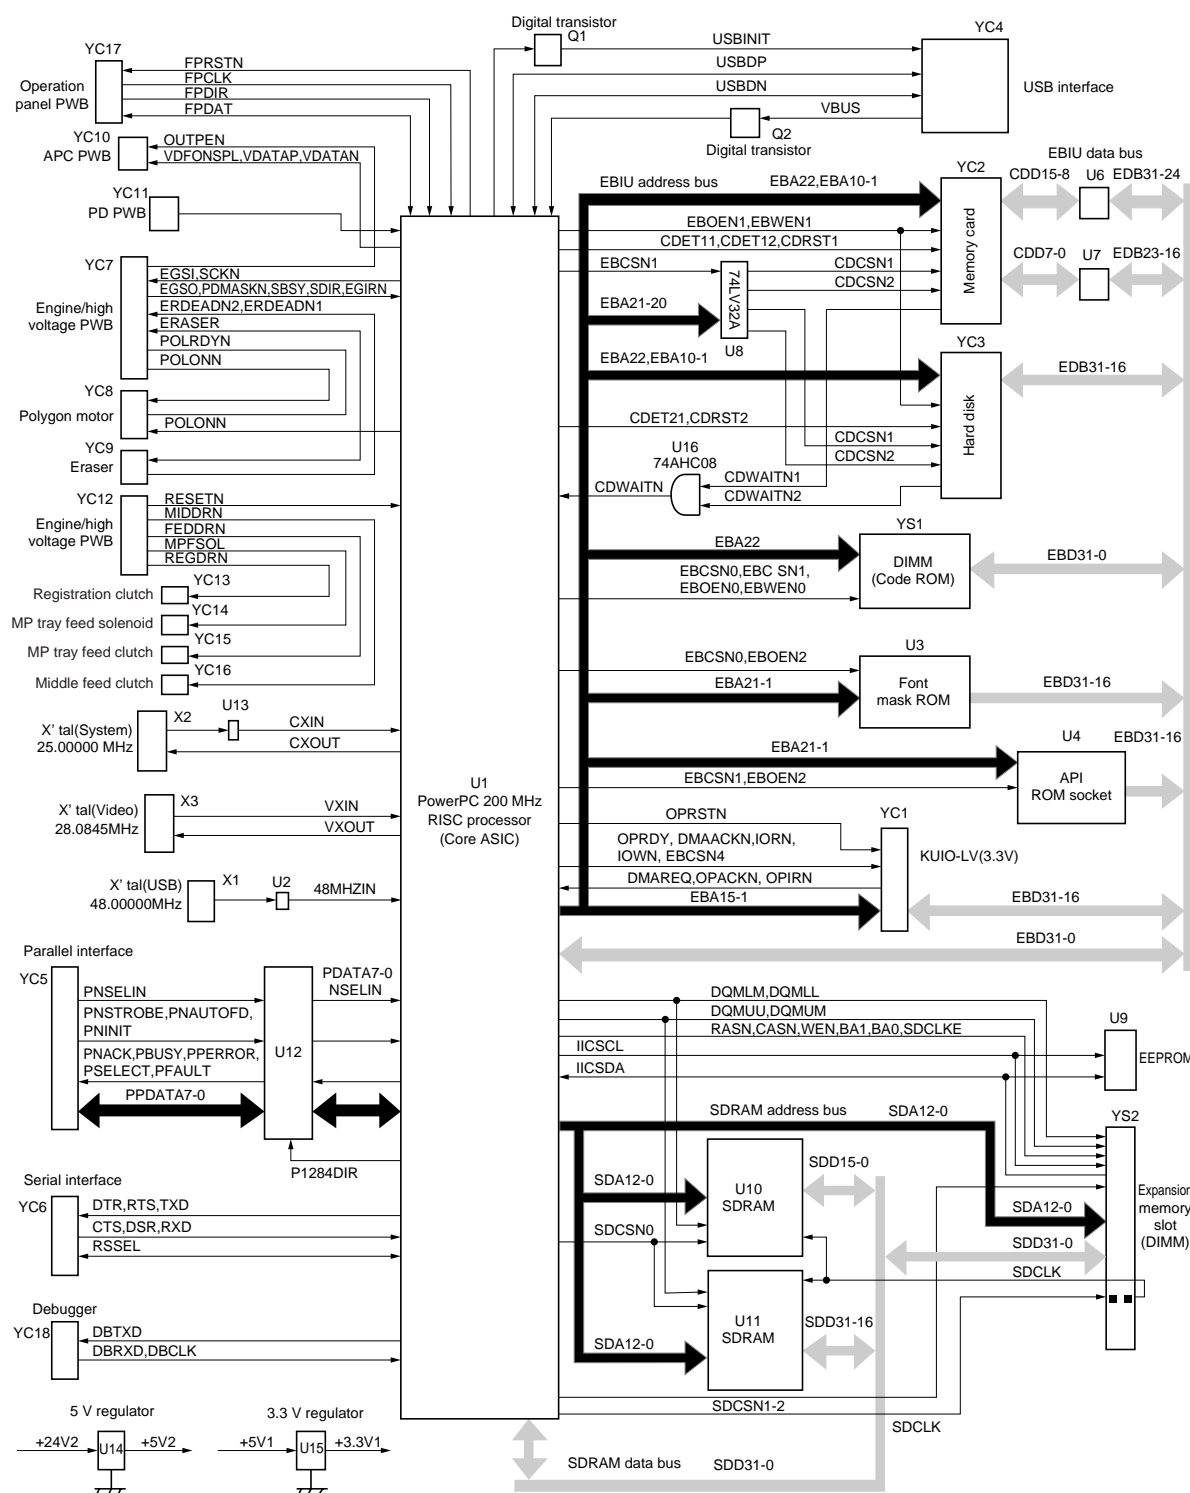 Digital transistor
Q1
YC4
USBINIT
USBDP
USBDN
VBUS
USB interface
Q2
Digital transistor
YC17
Operation
panel PWB
FPRSTN
FPCLK
FPDIR
FPDAT
YC10
APC PWB
OUTPEN
VDFONSPL,VDATAP,VDATAN
YC11
PD PWB
YC7
Engine/high
voltage PWB
EGSI,SCKN
EGSO,PDMASKN,SBSY,SDIR,EGIRN
ERDEADN2, ERDEADN1
ERASER
POLRDYN
POLONN
YC8
Polygon motor
POLONN
YC9
Eraser
YC12
Engine/high
voltage PWB
RESETN
MIDDRN
FEDDRN
MPFSOL
REGDRN
YC13
Registration clutch
YC14
MP tray feed solenoid
YC15
MP tray feed clutch
YC16
Middle feed clutch
X2
U13
X' tal(System)
25.00000 MHz
CXIN
CXOUT
X3
X' tal(Video)
28.0845MHz
VXIN
VXOUT
X1
U2
X' tal(USB)
48.00000MHz
48MHZIN
Parallel interface
YC5
PNSELIN
PNSTROBE,PNAUTOFD,
PNINIT
PNACK,PBUSY,PPERROR,
PSELECT,PFAULT
PPDATA7-0
U12
PDATA7-0
NSELIN
P1284DIR
Serial interface
YC6
DTR,RTS,TXD
CTS,DSR,RXD
RSSEL
Debugger
YC18
DBTXD
DBRXD,DBCLK
5 V regulator
+24V2
U14
+5V2
3.3 V regulator
+5V1
U15
+3.3V1
U1
PowerPC 200 MHz
RISC processor
(Core ASIC)
EBIU address bus
EBA22,EBA10-1
EBOEN1,EBWEN1
CDET11,CDET12,CDRST1
EBCSN1
EBA21-20
74LV/32A
U8
CDCSN1
CDCSN2
YC2
Memory card
EBIU data bus
CDD15-8
U6
EDB31-24
CDD7-0
U7
EDB23-16
EBA22,EBA10-1
YC3
Hard disk
EDB31-16
CDET21,CDRST2
CDCSN1
CDCSN2
U16
74AHC08
CDWAITN
CDWAITN1
CDWAITN2
EBA22
EBCSN0,EBC SN1,
EBOEN0,EBWEN0
YS1
DIMM
(Code ROM)
EBD31-0
EBCSN0,EBOEN2
EBA21-1
U3
Font
mask ROM
EBD31-16
EBA21-1
EBCSN1,EBOEN2
U4
API
ROM socket
EBD31-16
OPRSTN
OPRDY, DMAACKN,IORN,
IOWN, EBCSN4
DMAREQ,OPACKN, OPIRN
EBA15-1
YC1
KUIO-LV(3.3V)
EBD31-16
EBD31-0
DQMLM,DQMLL
DQMUU,DQMUM
RASN,CASN,WEN,BA1,BA0,SDCLKE
IICSCL
IICSDA
U9
EEPROM
SDRAM address bus
SDA12-0
YS2
SDA12-0
U10
SDRAM
SDD15-0
SDCSN0
Expansion
memory
slot
(DIMM)
SDA12-0
SDD31-0
SDCLK
SDA12-0
U11
SDRAM
SDD31-16
SDCSN1-2
SDCLK
SDRAM data bus
SDD31-0